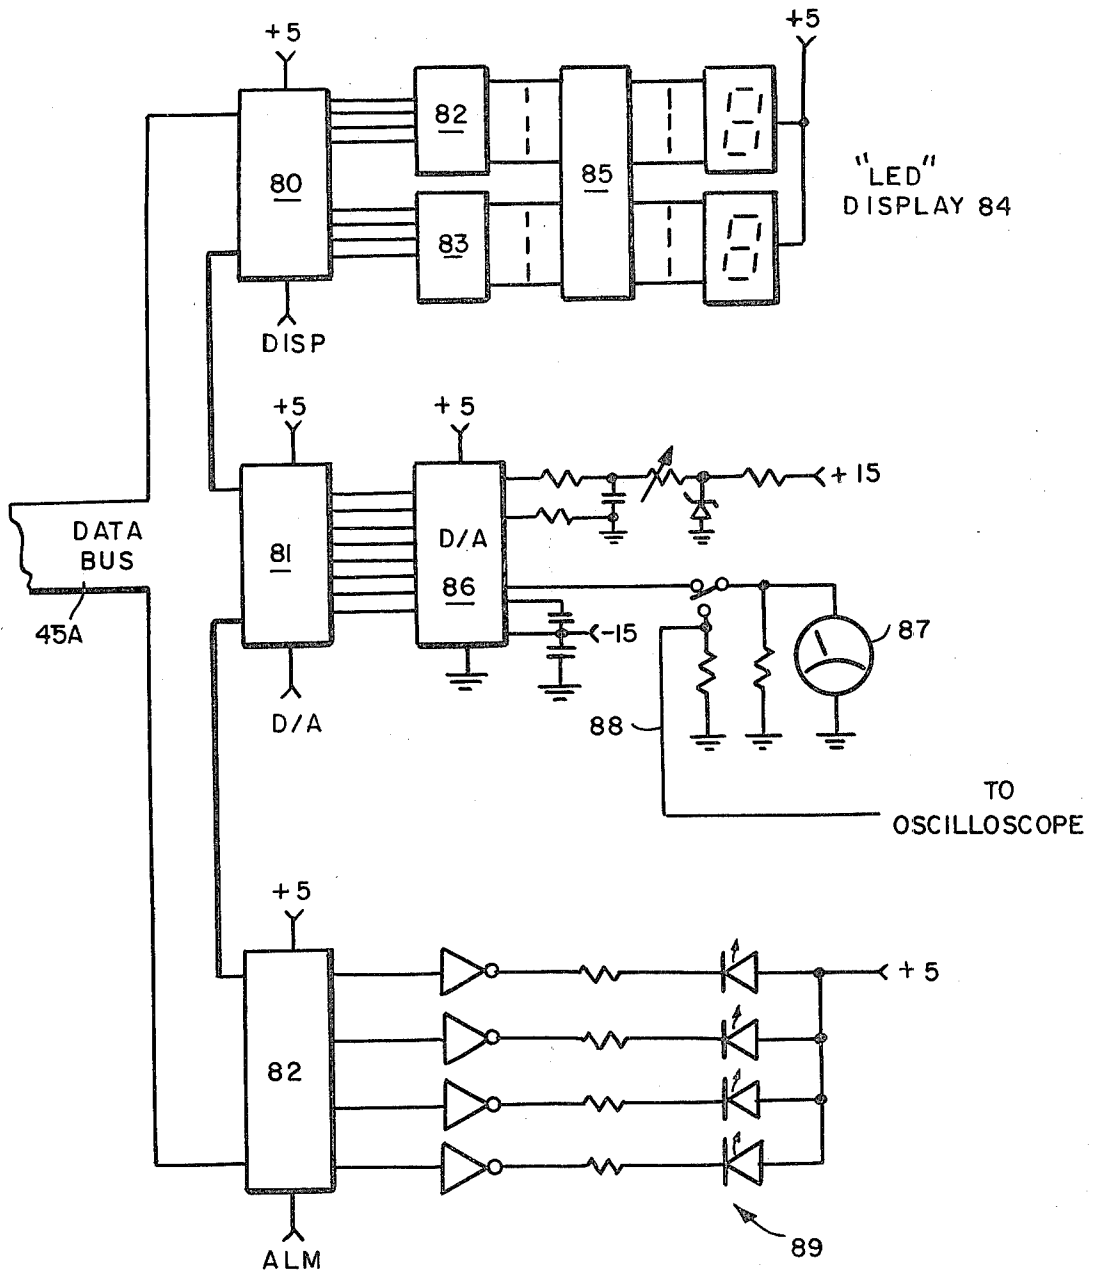 +5
+5
82
80
85
"LED"
DISPLAY 84
83
DISP
+5
+5
+15
DATA
BUS
D/A
81
86
45A
-15
87
D/A
88
TO
OSCILLOSCOPE
+5
+5
82
89
ALM